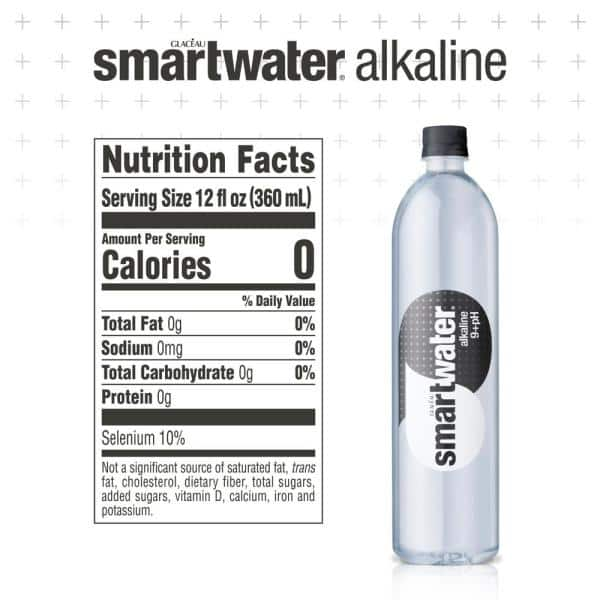 GLACÉAU
smartwater® alkaline
Nutrition Facts
Serving Size 12 fl oz (360 mL)
Amount Per Serving
Calories 0
% Daily Value
Total Fat 0g 0%
Sodium 0mg 0%
Total Carbohydrate 0g 0%
Protein 0g
Selenium 10%
Not a significant source of saturated fat, trans
fat, cholesterol, dietary fiber, total sugars,
added sugars, vitamin D, calcium, iron and
potassium.
GLACÉAU
smartwater
alkaline
9+pH